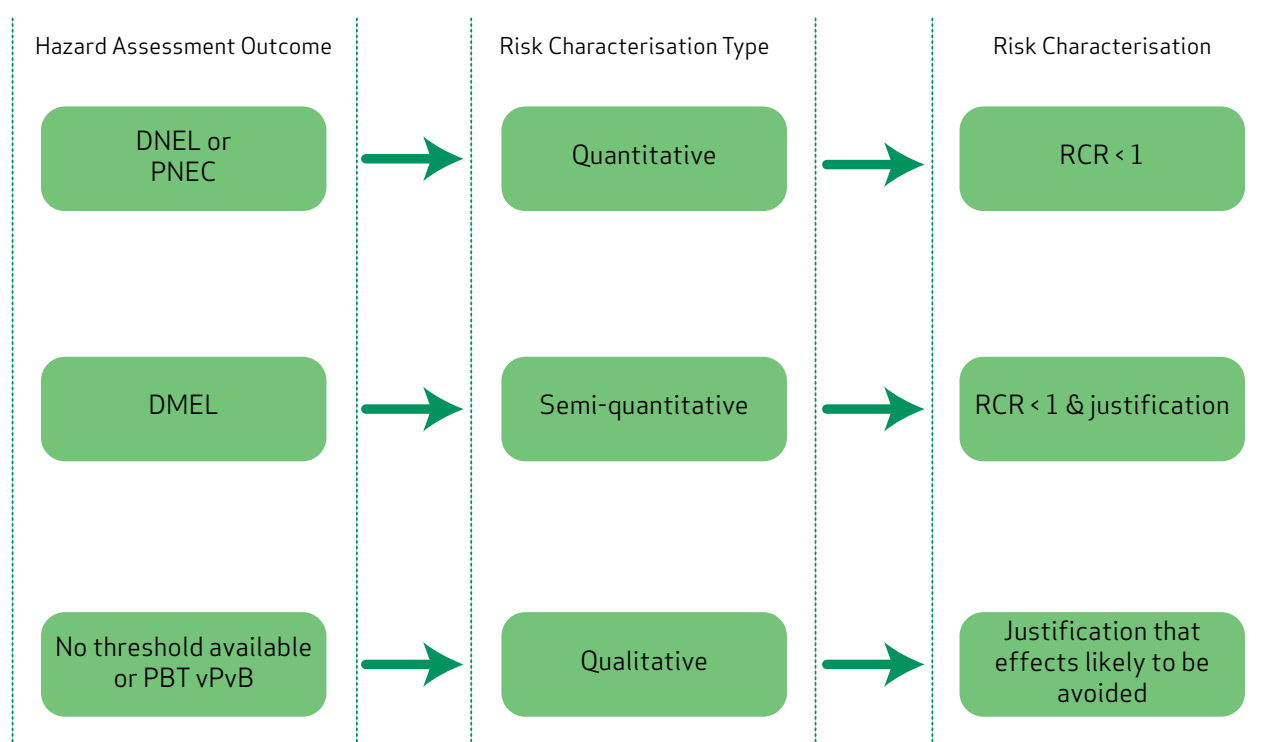 Hazard Assessment Outcome
Risk Characterisation Type
Risk Characterisation
DNEL or
PNEC
Quantitative
RCR < 1
DMEL
Semi-quantitative
RCR < 1 & justification
No threshold available
or PBT vPvB
Qualitative
Justification that
effects likely to be
avoided